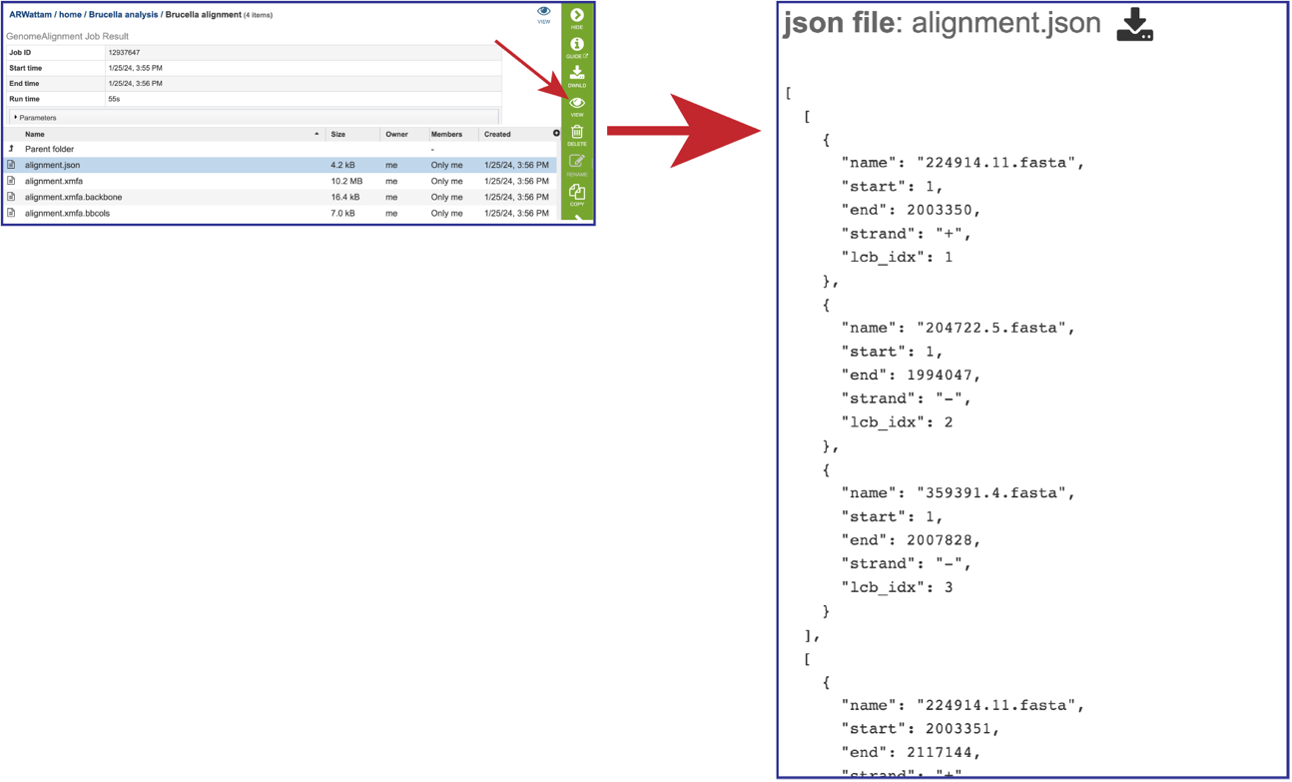 ARWattam / home / Brucella analysis / Brucella alignment (4 items)
VIEW
GenomeAlignment Job Result
Job ID 12937647
Start time 1/25/24, 3:55 PM
End time 1/25/24, 3:56 PM
Run time 55s
Parameters
Name Size Owner Members Created
Parent folder -
alignment.json 4.2 kB me Only me 1/25/24, 3:56 PM
alignment.xmfa 10.2 MB me Only me 1/25/24, 3:56 PM
alignment.xmfa.backbone 16.4 kB me Only me 1/25/24, 3:56 PM
alignment.xmfa.bbcols 7.0 kB me Only me 1/25/24, 3:56 PM
HIDE
GUIDE
DWNLD
VIEW
DELETE
RENAME
COPY
json file: alignment.json
[
[
{
"name": "224914.11.fasta",
"start": 1,
"end": 2003350,
"strand": "+",
"lcb_idx": 1
},
{
"name": "204722.5.fasta",
"start": 1,
"end": 1994047,
"strand": "-",
"lcb_idx": 2
},
{
"name": "359391.4.fasta",
"start": 1,
"end": 2007828,
"strand": "-",
"lcb_idx": 3
}
],
[
{
"name": "224914.11.fasta",
"start": 2003351,
"end": 2117144,
"strand": "+"